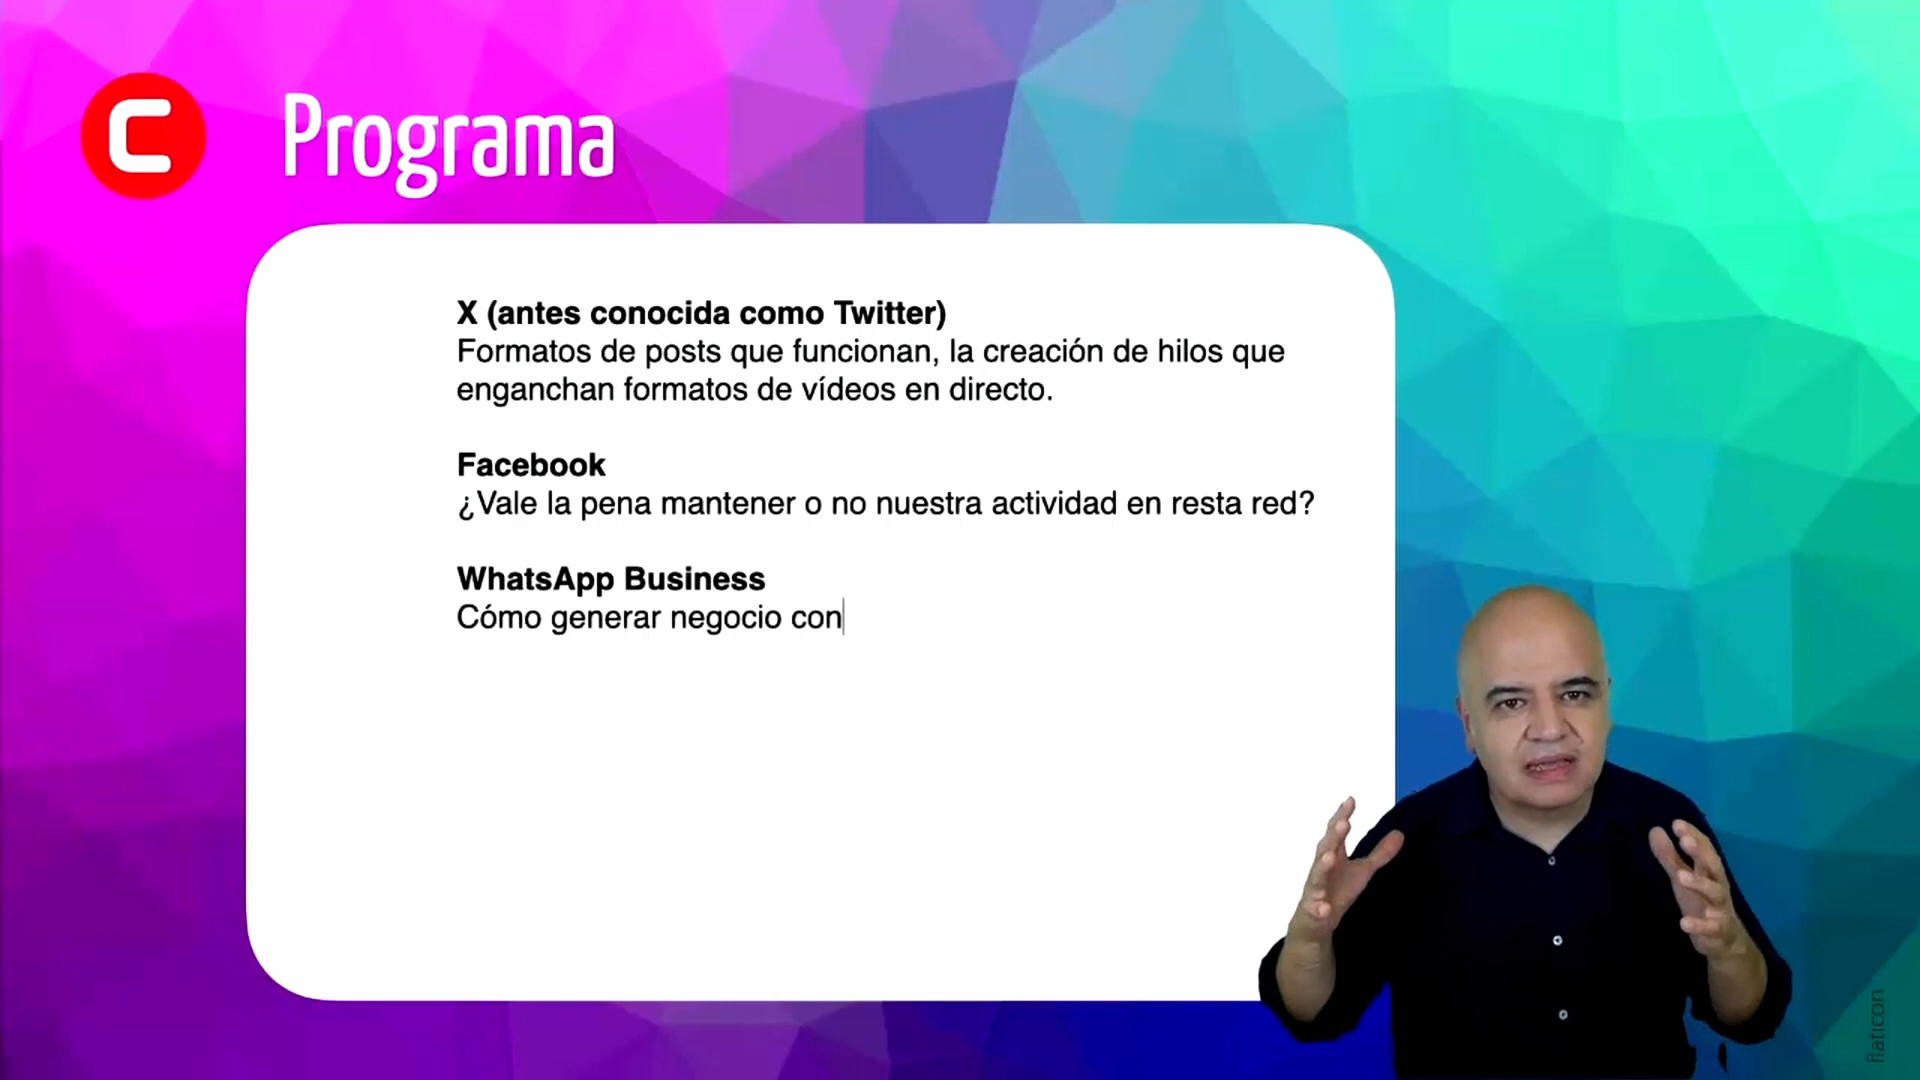 C Programa
X (antes conocida como Twitter)
Formatos de posts que funcionan, la creación de hilos que
enganchan formatos de vídeos en directo.
Facebook
¿Vale la pena mantener o no nuestra actividad en resta red?
WhatsApp Business
Cómo generar negocio con
flaticon